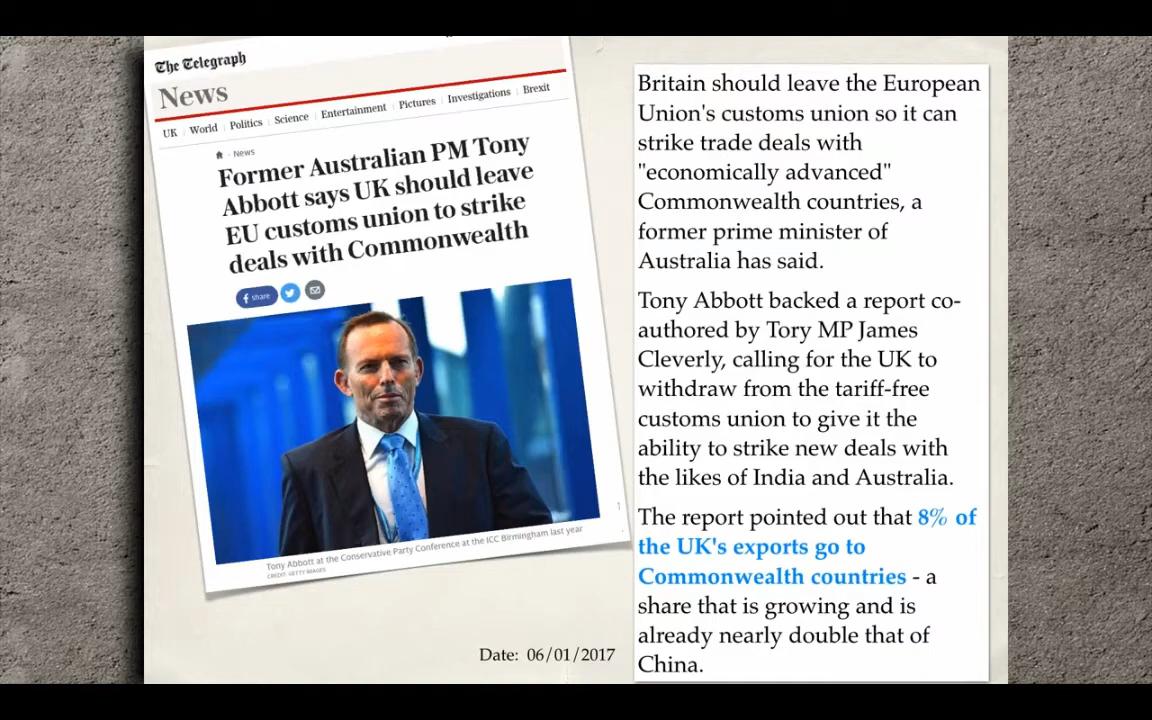 The Telegraph
News
UK World Politics Science Entertainment Pictures Investigations Brexit
News
Former Australian PM Tony
Abbott says UK should leave
EU customs union to strike
deals with Commonwealth
share
Tony Abbott at the Conservative Party Conference at the ICC Birmingham last year
CREDIT: GETTY IMAGES
Date: 06/01/2017
Britain should leave the European
Union's customs union so it can
strike trade deals with
"economically advanced"
Commonwealth countries, a
former prime minister of
Australia has said.
Tony Abbott backed a report co-
authored by Tory MP James
Cleverly, calling for the UK to
withdraw from the tariff-free
customs union to give it the
ability to strike new deals with
the likes of India and Australia.
The report pointed out that 8% of
the UK's exports go to
Commonwealth countries - a
share that is growing and is
already nearly double that of
China.